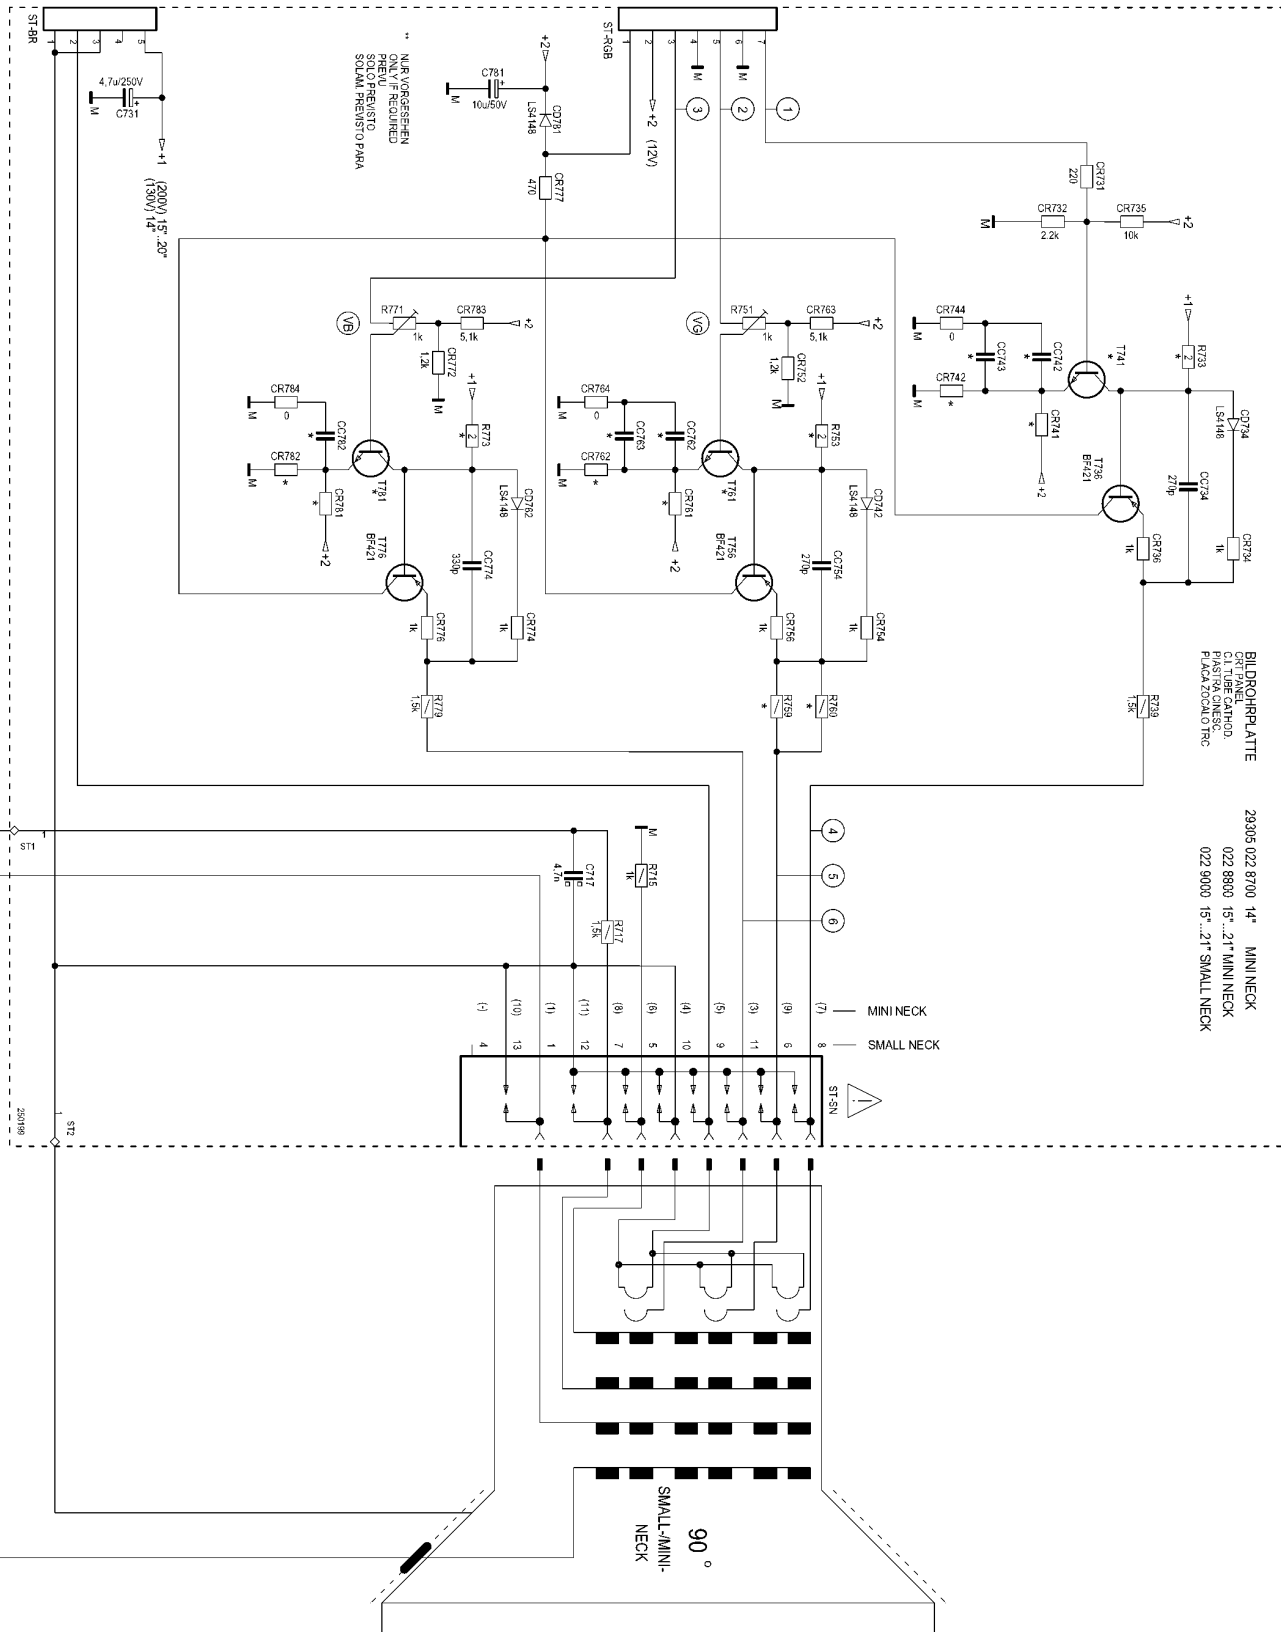 ST-BR
1 2 3 4 5
4,7u/250V
M
C731
+1 (200V) 15"...20"
(130V) 14"
** NUR VORGESEHEN
ONLY IF REQUIRED
PREVU
SOLO PREVISTO
SOLAM. PREVISTO PARA
ST-RGB
1 2 3 4 5 6 7
+2
C781
10u/50V
M
CD781
LS4148
CR777
470
+2 (12V)
M
M
3
2
1
CR731
220
CR732
2.2k
M
CR735
10k
+2
VB
R771
1k
CR783
5,1k
+2
CR772
1,2k
M
VG
R751
1k
CR763
5,1k
+2
CR752
1,2k
M
CR744
0
M
CC743
*
CC742
*
CR742
*
M
CR741
*
+2
T741
*
+1
R733
2
CD734
LS4148
T736
BF421
CC734
270p
CR736
1k
CR734
1k
CR784
0
M
CC782
*
CR782
*
M
CR781
*
+2
T781
*
+1
R773
2
*
CD762
LS4148
T776
BF421
CC774
330p
CR776
1k
CR774
1k
R779
1,5k
CR764
0
M
CC763
*
CC762
*
CR762
*
M
CR761
*
+2
T761
*
+1
R753
2
CD742
LS4148
T756
BF421
CC754
270p
CR756
1k
CR754
1k
R759
*
R760
*
R739
1,5k
BILDROHRPLATTE
CRT PANEL
C.I. TUBE CATHOD.
PIASTRA CINESC.
PLACA ZOCALO TRC
29305 022 8700 14" MINI NECK
022 8800 15"...21" MINI NECK
022 9000 15"...21" SMALL NECK
1
ST1
C717
4,7n
M
R715
1k
R717
1,5k
4
5
6
(-) (10) (1) (11) (8) (6) (4) (5) (3) (9) (7) MINI NECK
4 13 1 12 7 5 10 9 11 6 8 SMALL NECK
ST-SN
250199
1
ST2
90°
SMALL-/MINI-
NECK